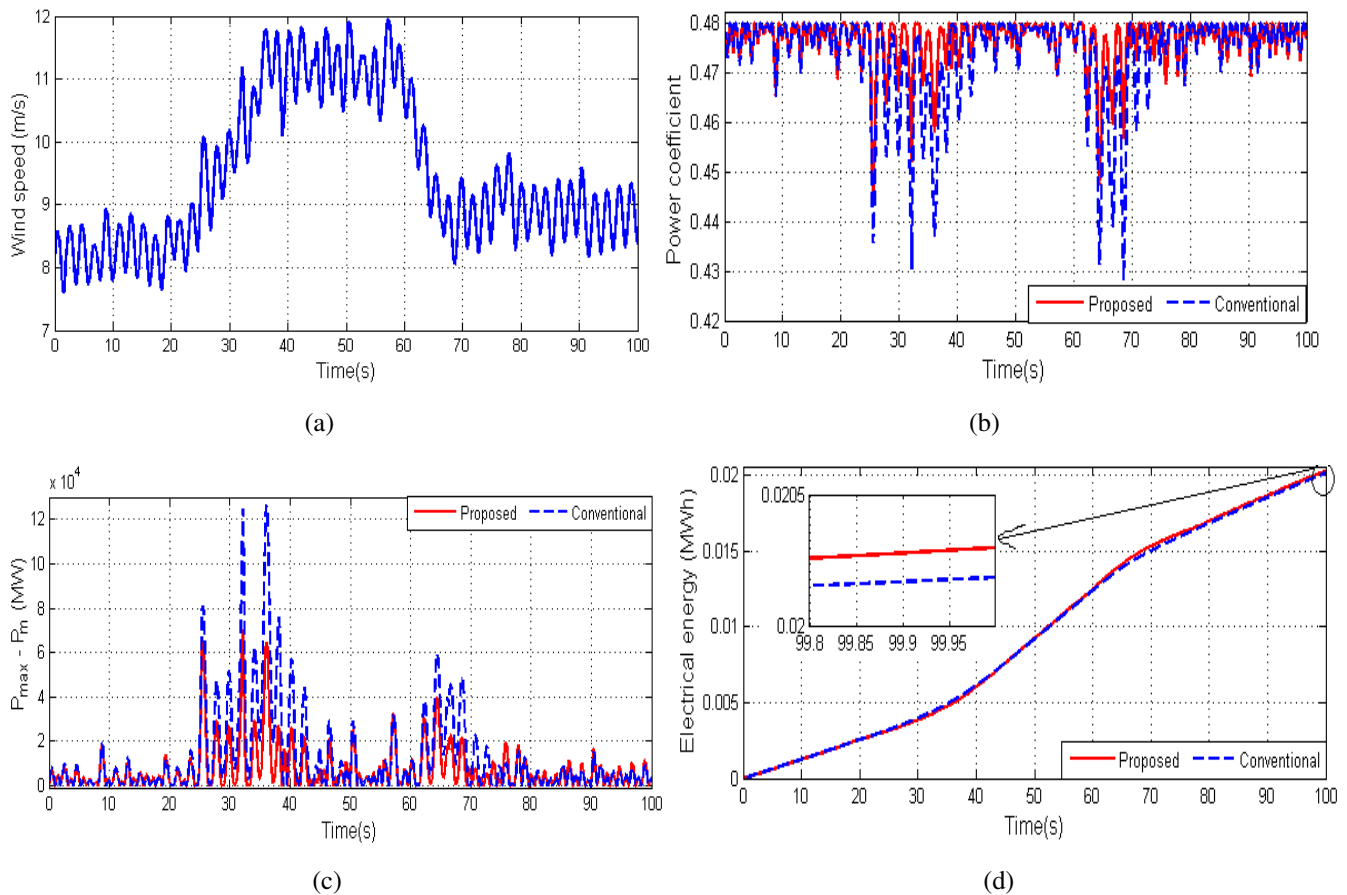 12
11
10
9
8
7
Wind speed (m/s)
0 10 20 30 40 50 60 70 80 90 100
Time(s)
(a)
0.48
0.47
0.46
0.45
0.44
0.43
0.42
Power coefficient
Proposed Conventional
0 10 20 30 40 50 60 70 80 90 100
Time(s)
(b)
x 10^4
12
10
8
6
4
2
0
P_max - P_m (MW)
Proposed Conventional
0 10 20 30 40 50 60 70 80 90 100
Time(s)
(c)
0.02
0.015
0.01
0.005
0
Electrical energy (MWh)
0.0205
0.02
99.8 99.85 99.9 99.95
Proposed Conventional
0 10 20 30 40 50 60 70 80 90 100
Time(s)
(d)